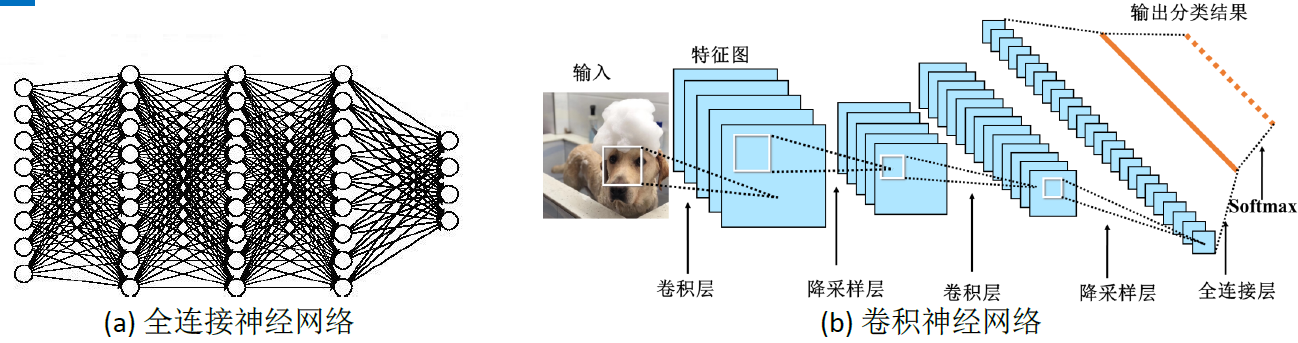 输出分类结果
特征图
输入
Softmax
卷积层
降采样层
卷积层
降采样层
全连接层
(a) 全连接神经网络
(b) 卷积神经网络